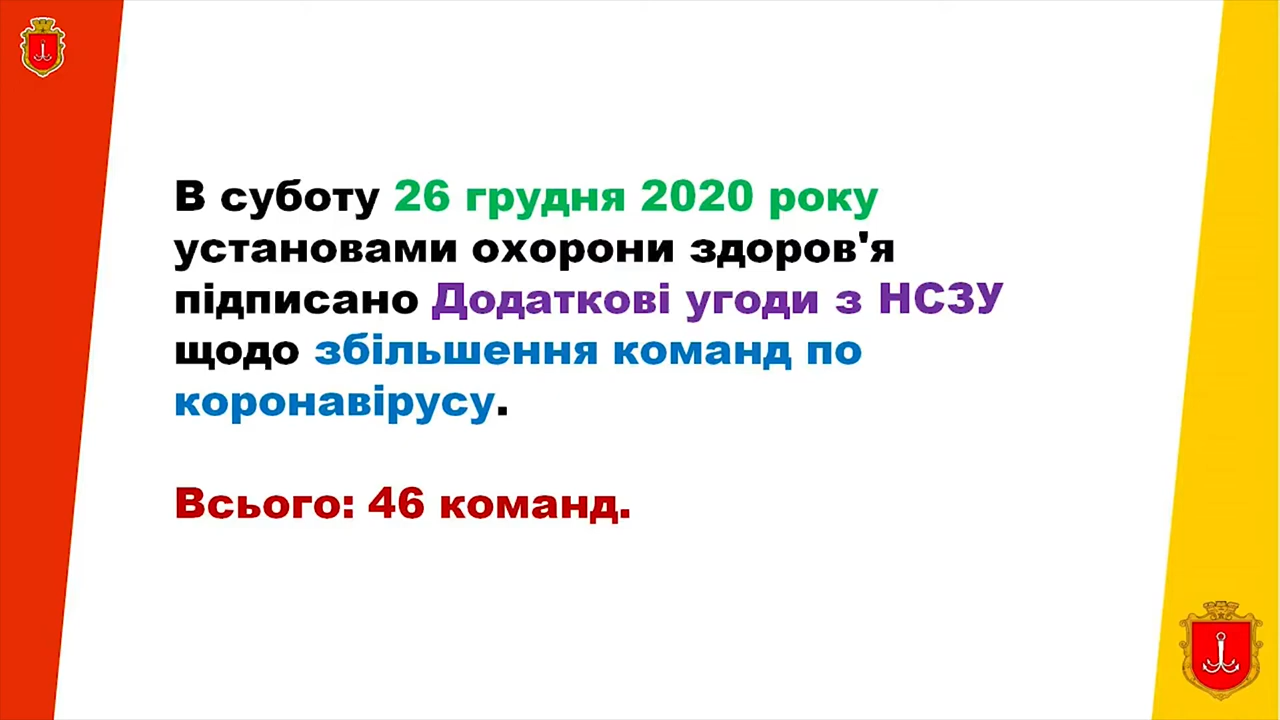 В суботу 26 грудня 2020 року
установами охорони здоров'я
підписано Додаткові угоди з НСЗУ
щодо збільшення команд по
коронавірусу.
Всього: 46 команд.